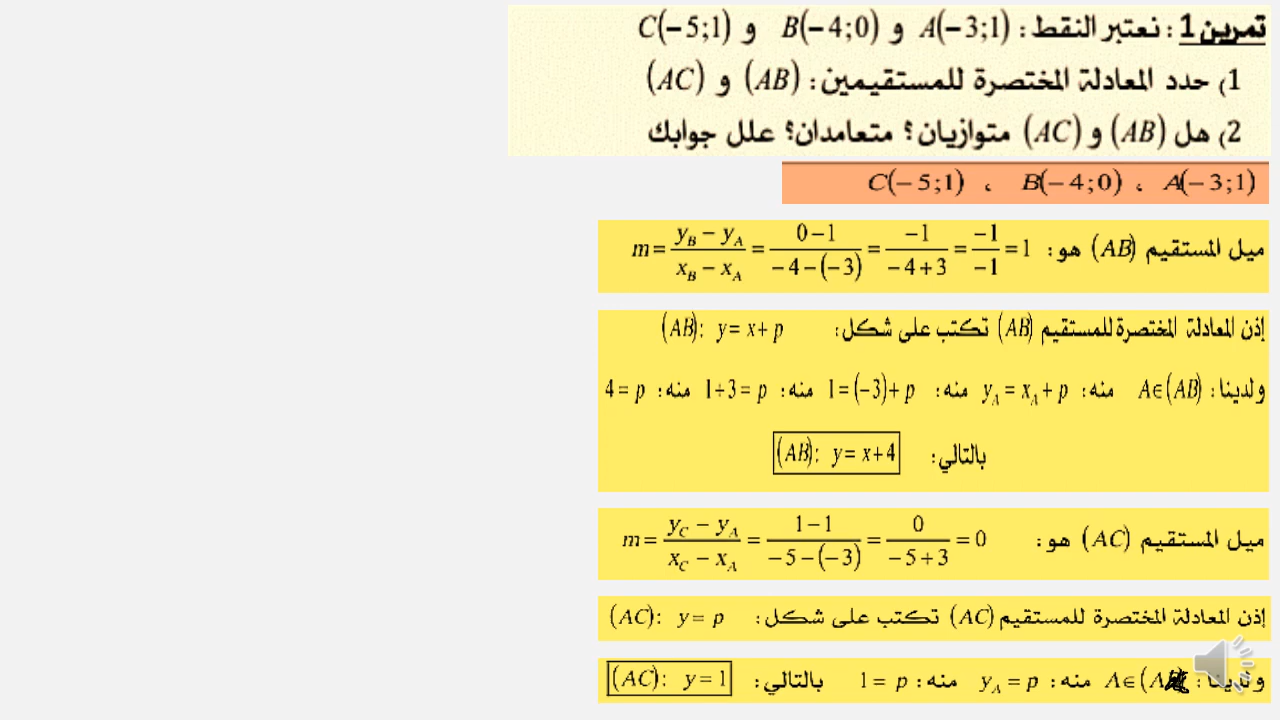 تمرين 1 : نعتبر النقط : A(−3;1) و B(−4;0) و C(−5;1)
1) حدد المعادلة المختصرة للمستقيمين : (AB) و (AC)
2) هل (AB) و (AC) متوازيان ؟ متعامدان؟ علل جوابك
A(−3;1) ، B(−4;0) ، C(−5;1)
ميل المستقيم (AB) هو : m = (y_B − y_A)/(x_B − x_A) = (0−1)/(−4−(−3)) = −1/(−4+3) = −1/−1 = 1
إذن المعادلة المختصرة للمستقيم (AB) تكتب على شكل : (AB): y = x + p
ولدينا : A∈(AB) منه : y_A = x_A + p منه : 1 = (−3) + p منه : 1+3 = p منه : 4 = p
بالتالي : (AB): y = x+4
ميل المستقيم (AC) هو : m = (y_C − y_A)/(x_C − x_A) = (1−1)/(−5−(−3)) = 0/(−5+3) = 0
إذن المعادلة المختصرة للمستقيم (AC) تكتب على شكل : (AC): y = p
ولدينا : A∈(A منه : y_A = p منه : 1 = p بالتالي : (AC): y = 1